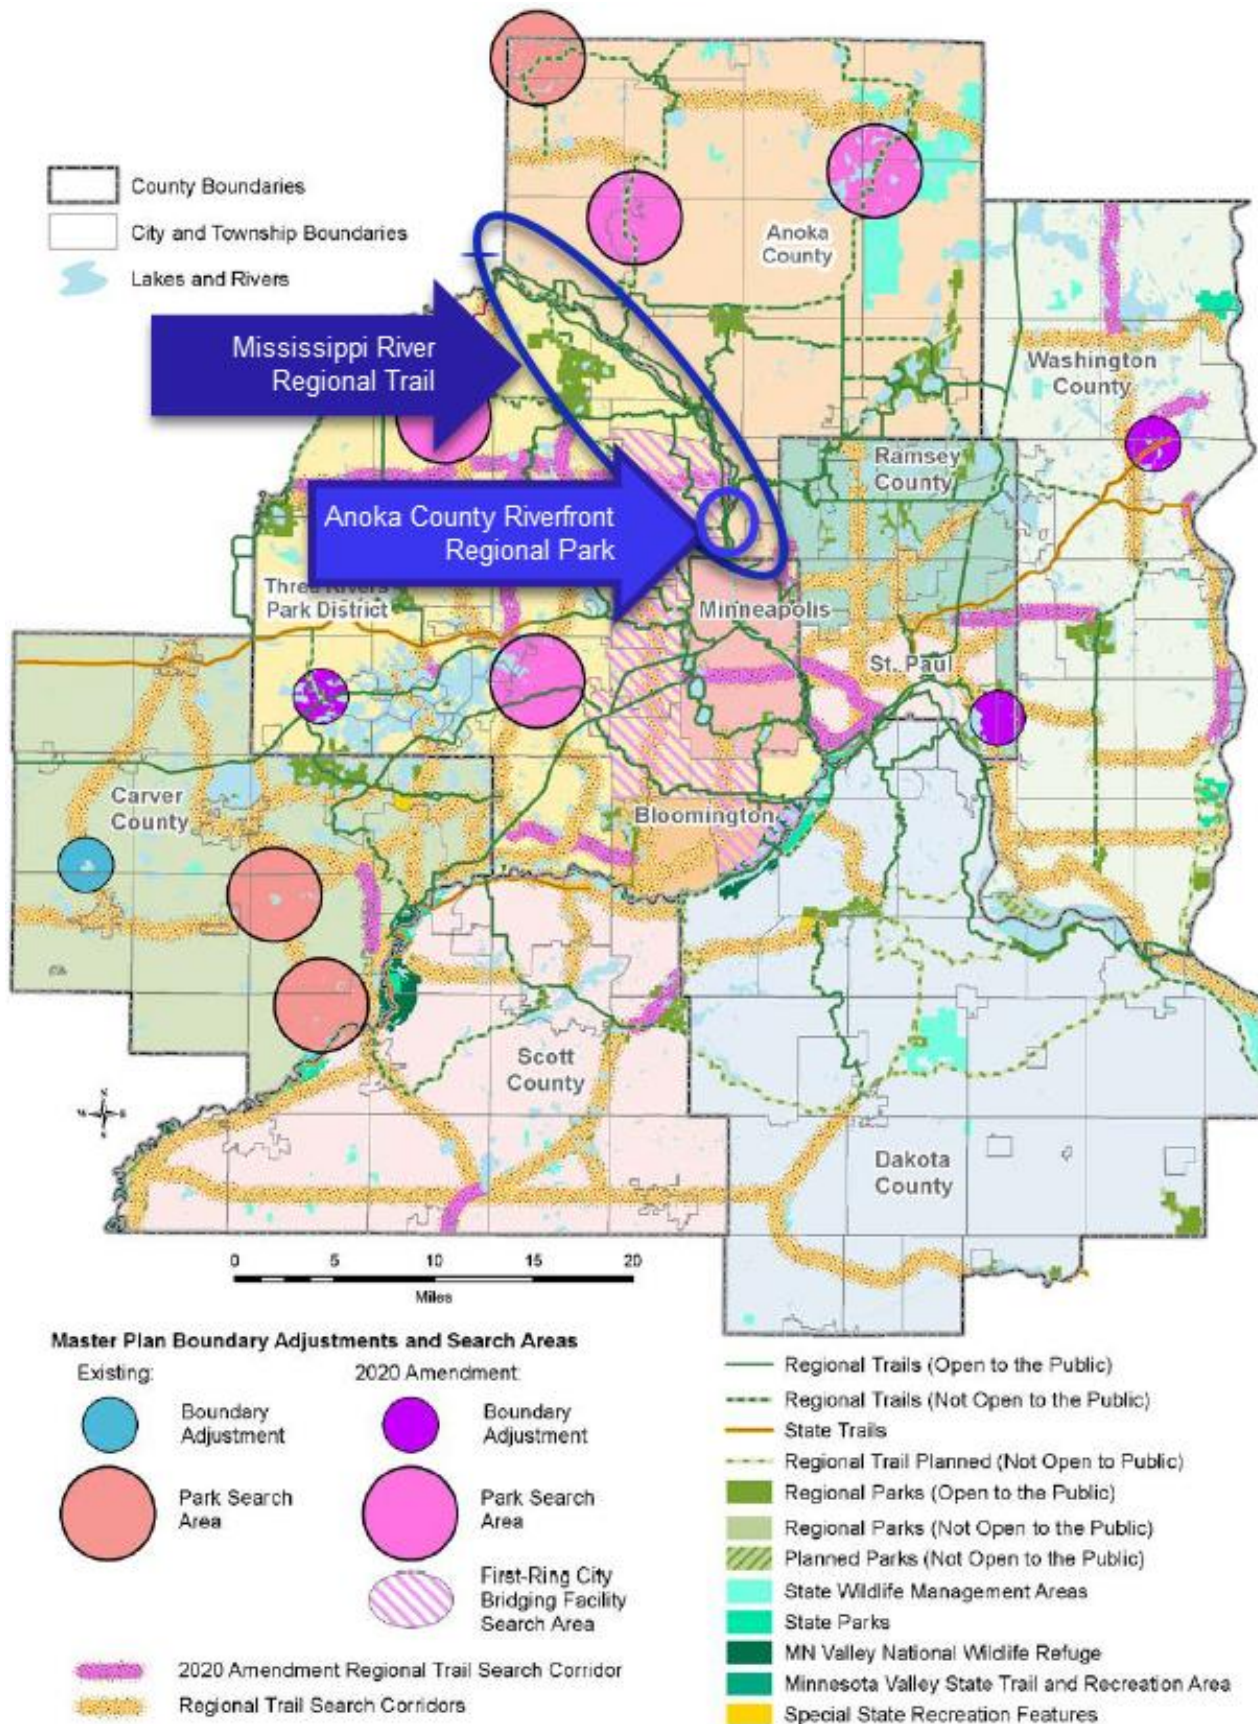 County Boundaries
City and Township Boundaries
Lakes and Rivers
Anoka
County
Mississippi River
Regional Trail
Washington
County
Ramsey
County
Anoka County Riverfront
Regional Park
Three Rivers
Park District
Minneapolis
St. Paul
Carver
County
Bloomington
Scott
County
Dakota
County
0 5 10 15 20
Miles
Master Plan Boundary Adjustments and Search Areas
Existing:
Boundary
Adjustment
Park Search
Area
2020 Amendment:
Boundary
Adjustment
Park Search
Area
First-Ring City
Bridging Facility
Search Area
2020 Amendment Regional Trail Search Corridor
Regional Trail Search Corridors
Regional Trails (Open to the Public)
Regional Trails (Not Open to the Public)
State Trails
Regional Trail Planned (Not Open to Public)
Regional Parks (Open to the Public)
Regional Parks (Not Open to the Public)
Planned Parks (Not Open to the Public)
State Wildlife Management Areas
State Parks
MN Valley National Wildlife Refuge
Minnesota Valley State Trail and Recreation Area
Special State Recreation Features